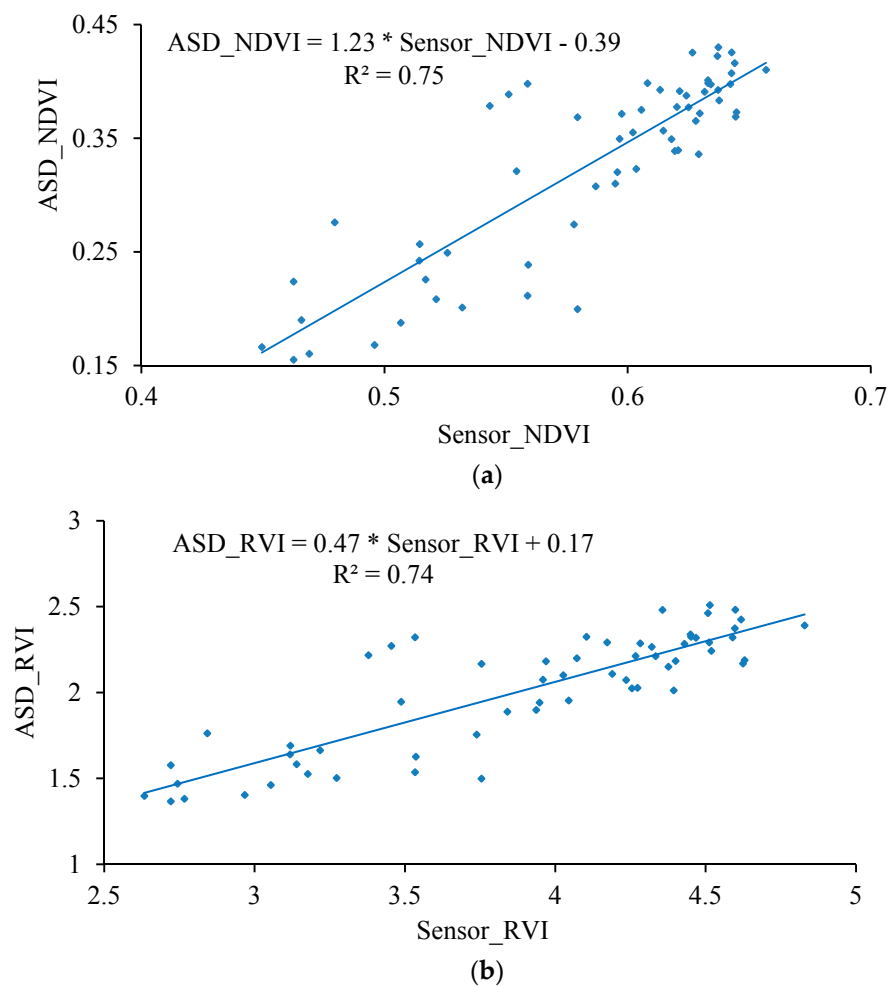 ASD_NDVI = 1.23 * Sensor_NDVI - 0.39
R² = 0.75
0.45
0.35
0.25
0.15
ASD_NDVI
0.4 0.5 0.6 0.7
Sensor_NDVI
(a)
ASD_RVI = 0.47 * Sensor_RVI + 0.17
R² = 0.74
3
2.5
2
1.5
1
ASD_RVI
2.5 3 3.5 4 4.5 5
Sensor_RVI
(b)